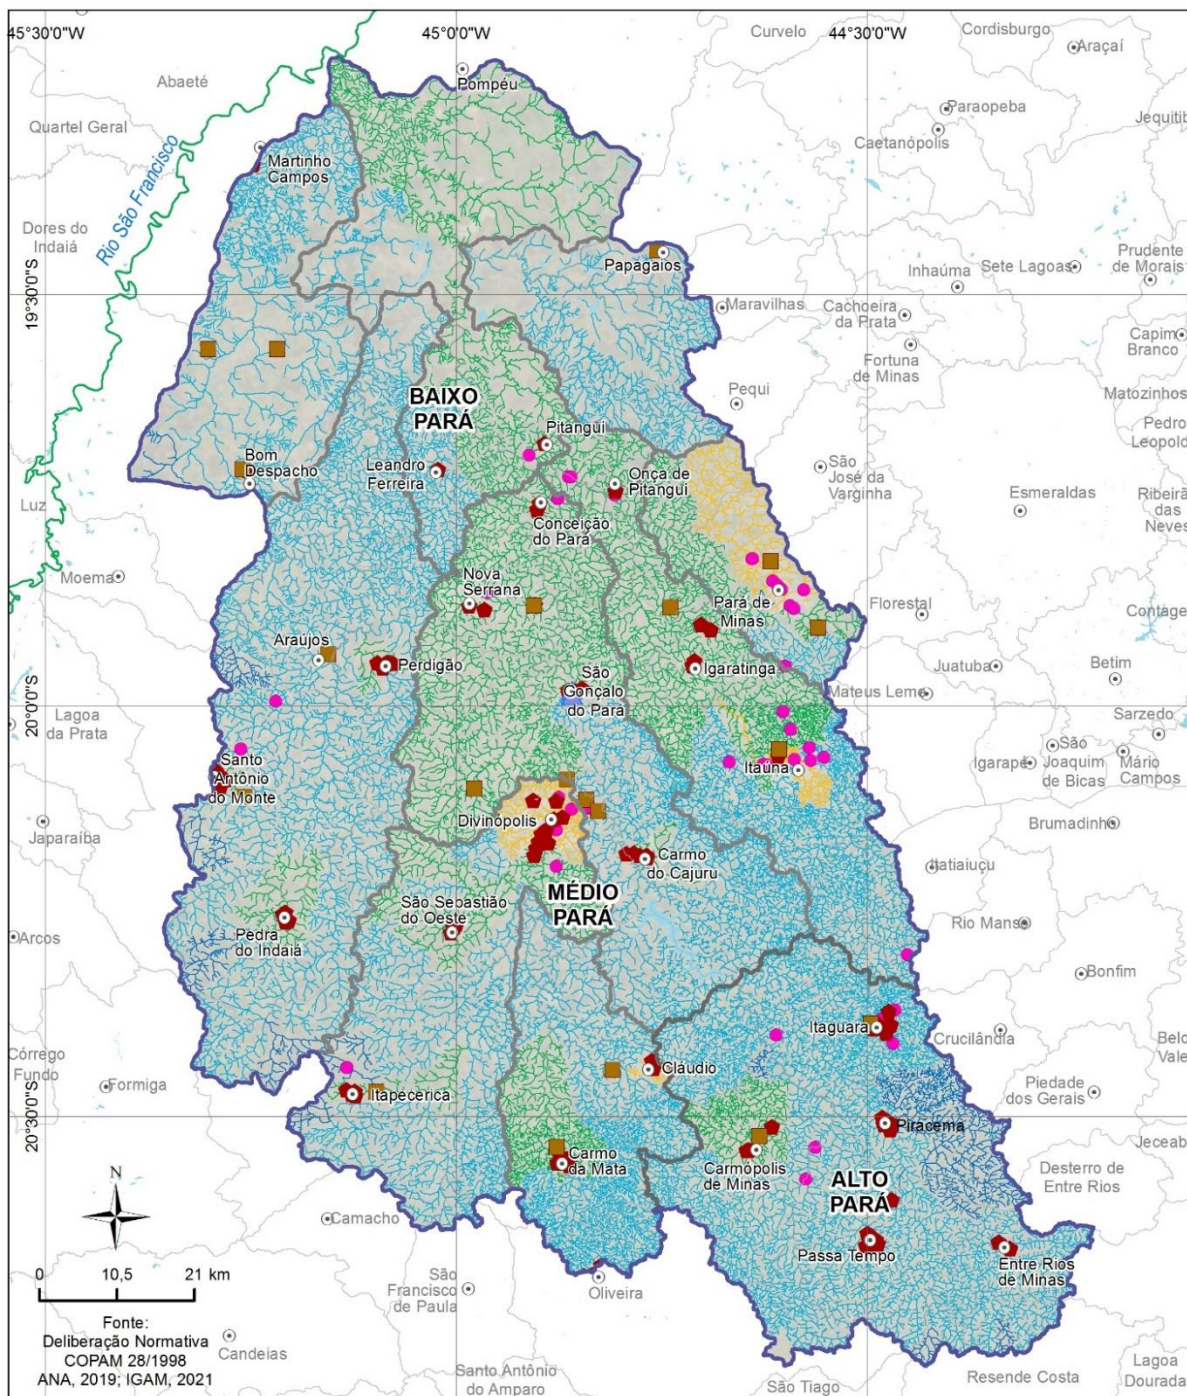 45°30'0"W
45°0'0"W
44°30'0"W
Cordisburgo
Curvelo
Araçaí
Abaeté
Pompéu
Paraopeba
Quartel Geral
Caetanópolis
Rio São Francisco
Martinho
Campos
Dores do
Indaiá
Papagaios
Inhaúma
Sete Lagoas
Prudente
de Morais
19°30'0"S
Maravilhas
Cachoeira
da Prata
Capim
Branco
Fortuna
de Minas
Pequi
Matozinhos
BAIXO
PARÁ
Pitangui
Pedro
Leopold
Bom
Despacho
Leandro
Ferreira
Onça de
Pitangui
São
José da
Varginha
Esmeraldas
Ribeirã
das
Neves
Luz
Conceição
do Pará
Moema
Nova
Serrana
Pará de
Minas
Florestal
Contage
Araújos
Perdigão
Igaratinga
Juatuba
Betim
São
Gonçalo
do Pará
Mateus Leme
Lagoa
da Prata
Sarzedo
Santo
Antônio
do Monte
Itaúna
Igarapé
São
Joaquim
de Bicas
Mário
Campos
20°0'0"S
Japaraíba
Divinópolis
Brumadinho
Carmo
do Cajuru
Itatiaiuçu
MÉDIO
PARÁ
São Sebastião
do Oeste
Rio Manso
Arcos
Pedra
do Indaiá
Bonfim
Itaguara
Crucilândia
Belo
Vale
Córrego
Fundo
Formiga
Cláudio
Itapecerica
Piedade
dos Gerais
20°30'0"S
Piracema
Jeceab
Carmo
da Mata
Carmópolis
de Minas
Desterro de
Entre Rios
N
ALTO
PARÁ
Camacho
Passa Tempo
Entre Rios
de Minas
0 10,5 21 km
São
Francisco
de Paula
Oliveira
Fonte:
Deliberação Normativa
COPAM 28/1998
ANA, 2019; IGAM, 2021
Candeias
Santo Antônio
do Amparo
São Tiago
Resende Costa
Lagoa
Dourada